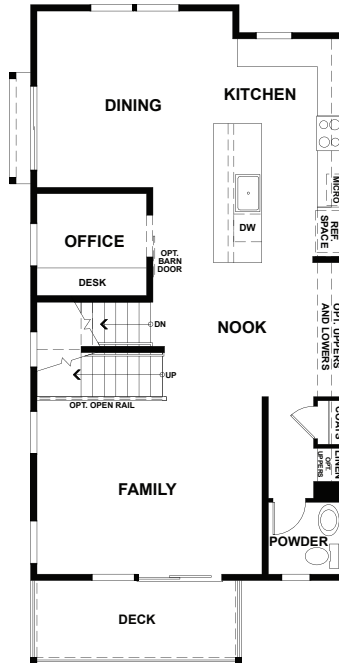 KITCHEN
DINING
MICRO
REF.
SPACE
DW
OFFICE
OPT.
BARN
DOOR
DESK
OPT. UPPERS
AND LOWERS
DN
NOOK
UP
OPT. OPEN RAIL
COATS
LINEN
OPT.
UPPERS
FAMILY
POWDER
DECK